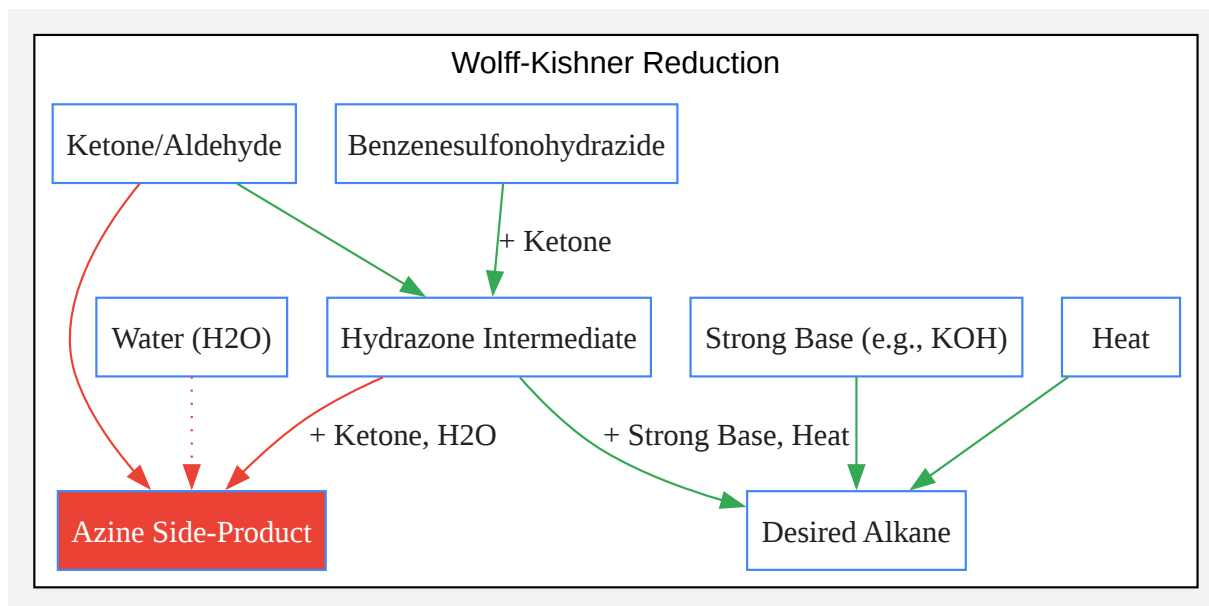 Wolff-Kishner Reduction
Ketone/Aldehyde
Benzenesulfonohydrazide
+ Ketone
Water (H2O)
Hydrazone Intermediate
Strong Base (e.g., KOH)
Heat
+ Ketone, H2O
+ Strong Base, Heat
Azine Side-Product
Desired Alkane